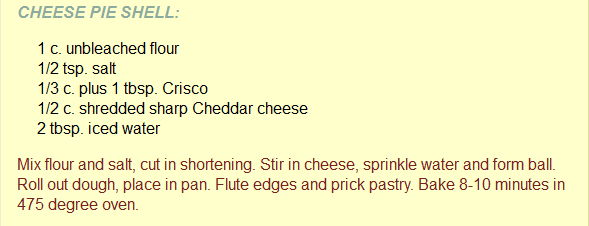 CHEESE PIE SHELL:
1 c. unbleached flour
1/2 tsp. salt
1/3 c. plus 1 tbsp. Crisco
1/2 c. shredded sharp Cheddar cheese
2 tbsp. iced water
Mix flour and salt, cut in shortening. Stir in cheese, sprinkle water and form ball.
Roll out dough, place in pan. Flute edges and prick pastry. Bake 8-10 minutes in
475 degree oven.